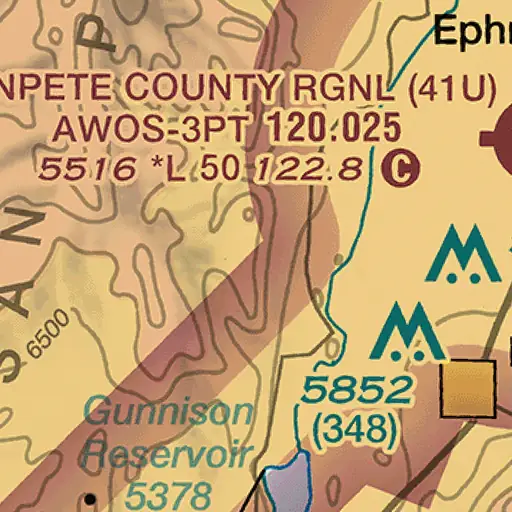 Ephr
NPETE COUNTY RGNL (41U)
AWOS-3PT 120.025
5516 *L 50 122.8 C
P
N
A
S
6500
5852
(348)
Gunnison
Reservoir
5378